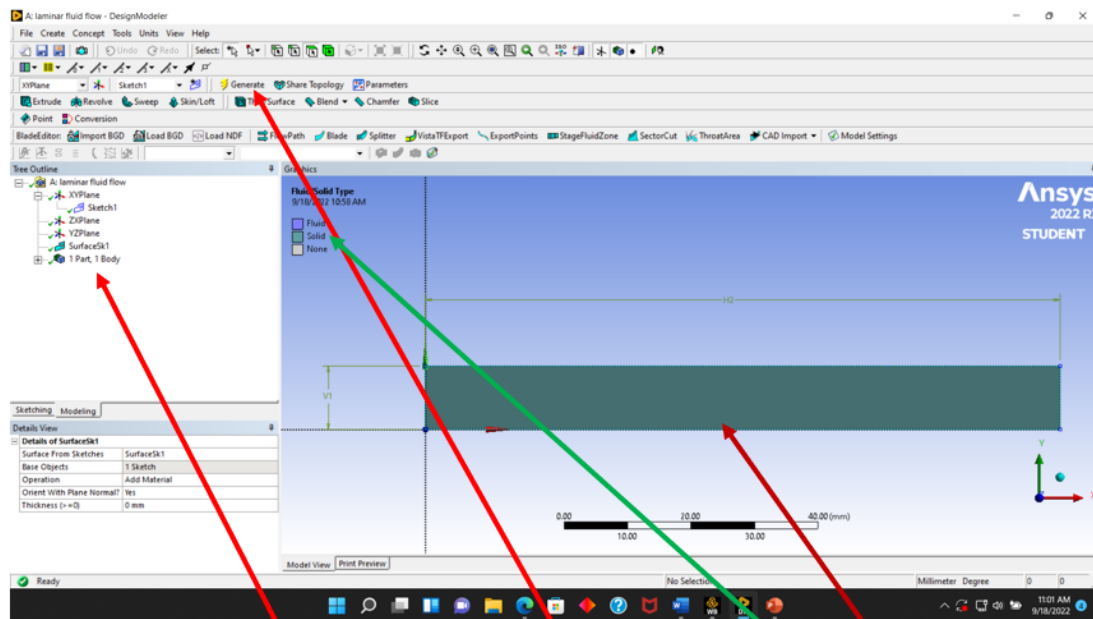 A: laminar fluid flow - DesignModeler
File Create Concept Tools Units View Help
Undo Redo Select:
XYPlane Sketch1 Generate Share Topology Parameters
Extrude Revolve Sweep Skin/Loft Surface Blend Chamfer Slice
Point Conversion
BladeEditor: Import BGD Load BGD Load NDF Blade Splitter VistaTFExport ExportPoints StageFluidZone SectorCut ThroatArea CAD Import Model Settings
Tree Outline
A: laminar fluid flow
XYPlane
Sketch1
ZXPlane
YZPlane
SurfaceSk1
1 Part, 1 Body
Sketching Modeling
Details View
Details of SurfaceSk1
Surface From Sketches SurfaceSk1
Base Objects 1 Sketch
Operation Add Material
Orient With Plane Normal? Yes
Thickness (>=0) 0 mm
Graphics
Fluid/Solid Type
9/18/2022 10:58 AM
Fluid
Solid
None
Ansys
2022
STUDENT
H2
V1
Y
X
0.00 20.00 40.00 (mm)
10.00 30.00
Model View Print Preview
Ready No Selection Millimeter Degree 0 0
11:01 AM
9/18/2022